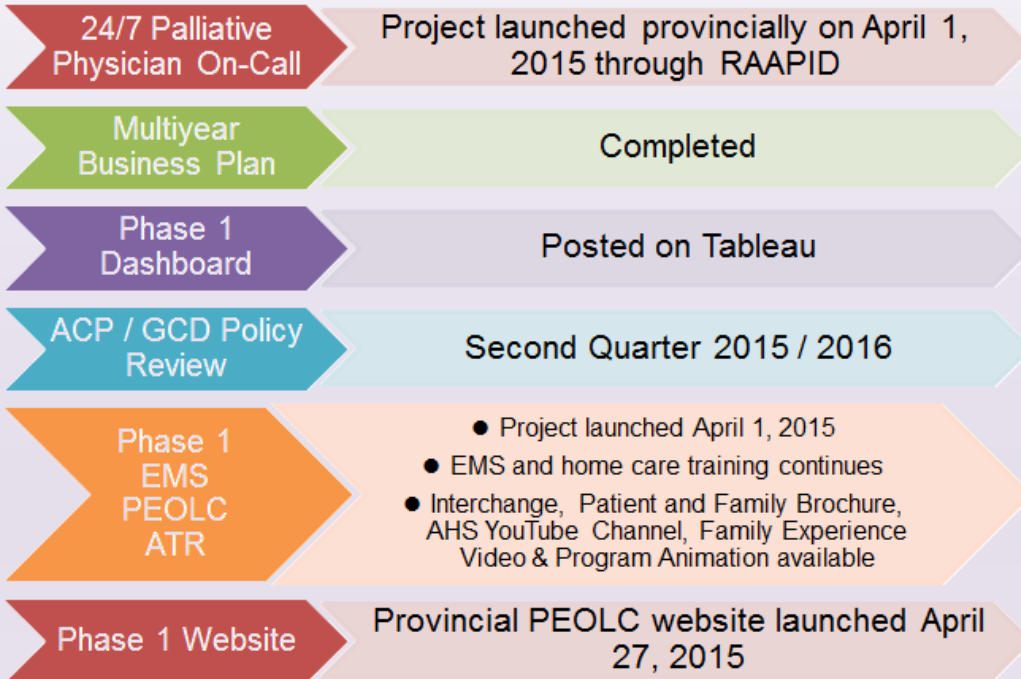 24/7 Palliative
Physician On-Call
Project launched provincially on April 1,
2015 through RAAPID
Multiyear
Business Plan
Completed
Phase 1
Dashboard
Posted on Tableau
ACP / GCD Policy
Review
Second Quarter 2015 / 2016
Phase 1
EMS
PEOLC
ATR
● Project launched April 1, 2015
● EMS and home care training continues
● Interchange, Patient and Family Brochure,
AHS YouTube Channel, Family Experience
Video & Program Animation available
Phase 1 Website
Provincial PEOLC website launched April
27, 2015